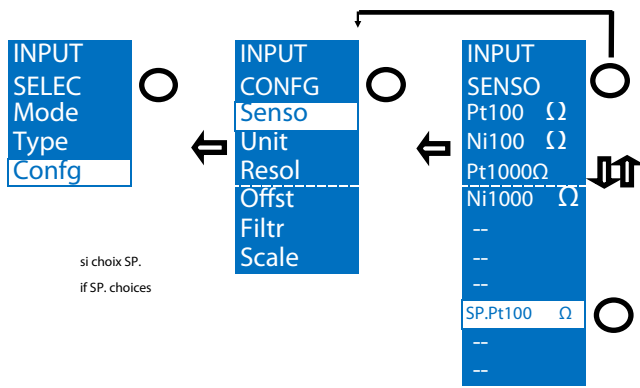 INPUT
SELEC
Mode
Type
Confg
si choix SP.
if SP. choices
INPUT
CONFG
Senso
Unit
Resol
Offst
Filtr
Scale
INPUT
SENSO
Pt100 Ω
Ni100 Ω
Pt1000Ω
Ni1000 Ω
--
--
--
SP.Pt100 Ω
--
--